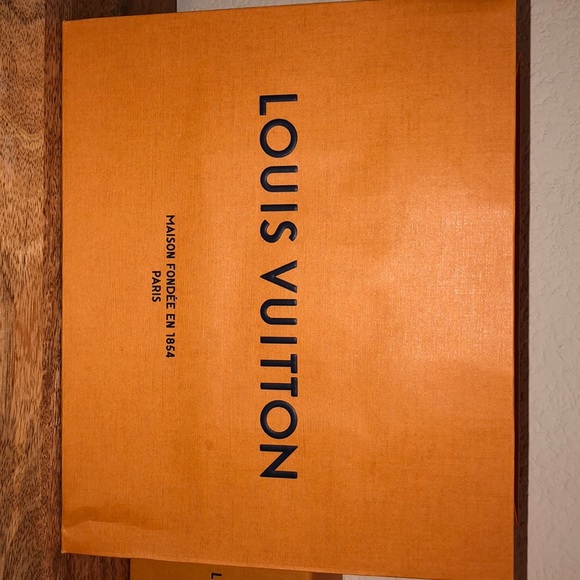 LOUIS VUITTON
MAISON FONDÉE EN 1854
PARIS
L